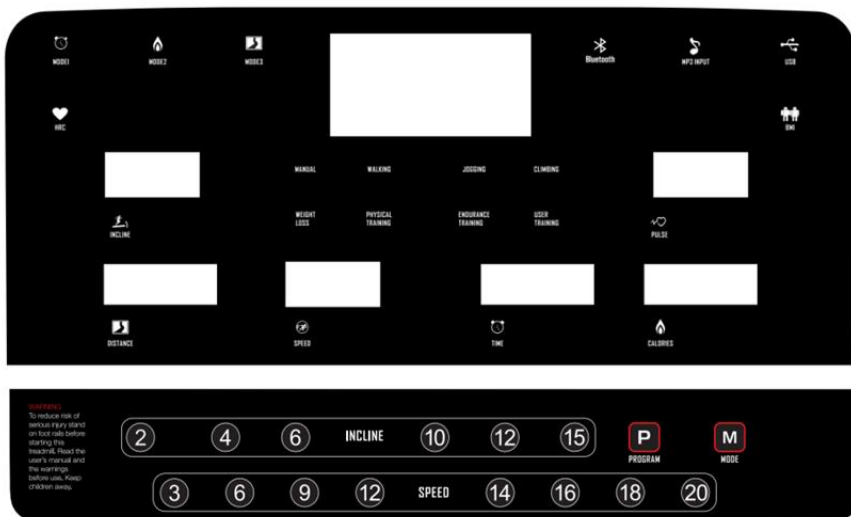 MODE1
MODE2
MODE3
Bluetooth
MP3 INPUT
USB
HRC
BMI
MANUAL
WALKING
JOGGING
CLIMBING
INCLINE
WEIGHT
LOSS
PHYSICAL
TRAINING
ENDURANCE
TRAINING
USER
TRAINING
PULSE
DISTANCE
SPEED
TIME
CALORIES
WARNING
To reduce risk of
serious injury stand
on foot rails before
starting this
treadmill. Read the
user's manual and
the warnings
before use. Keep
children away.
2 4 6 INCLINE 10 12 15
P
PROGRAM
M
MODE
3 6 9 12 SPEED 14 16 18 20